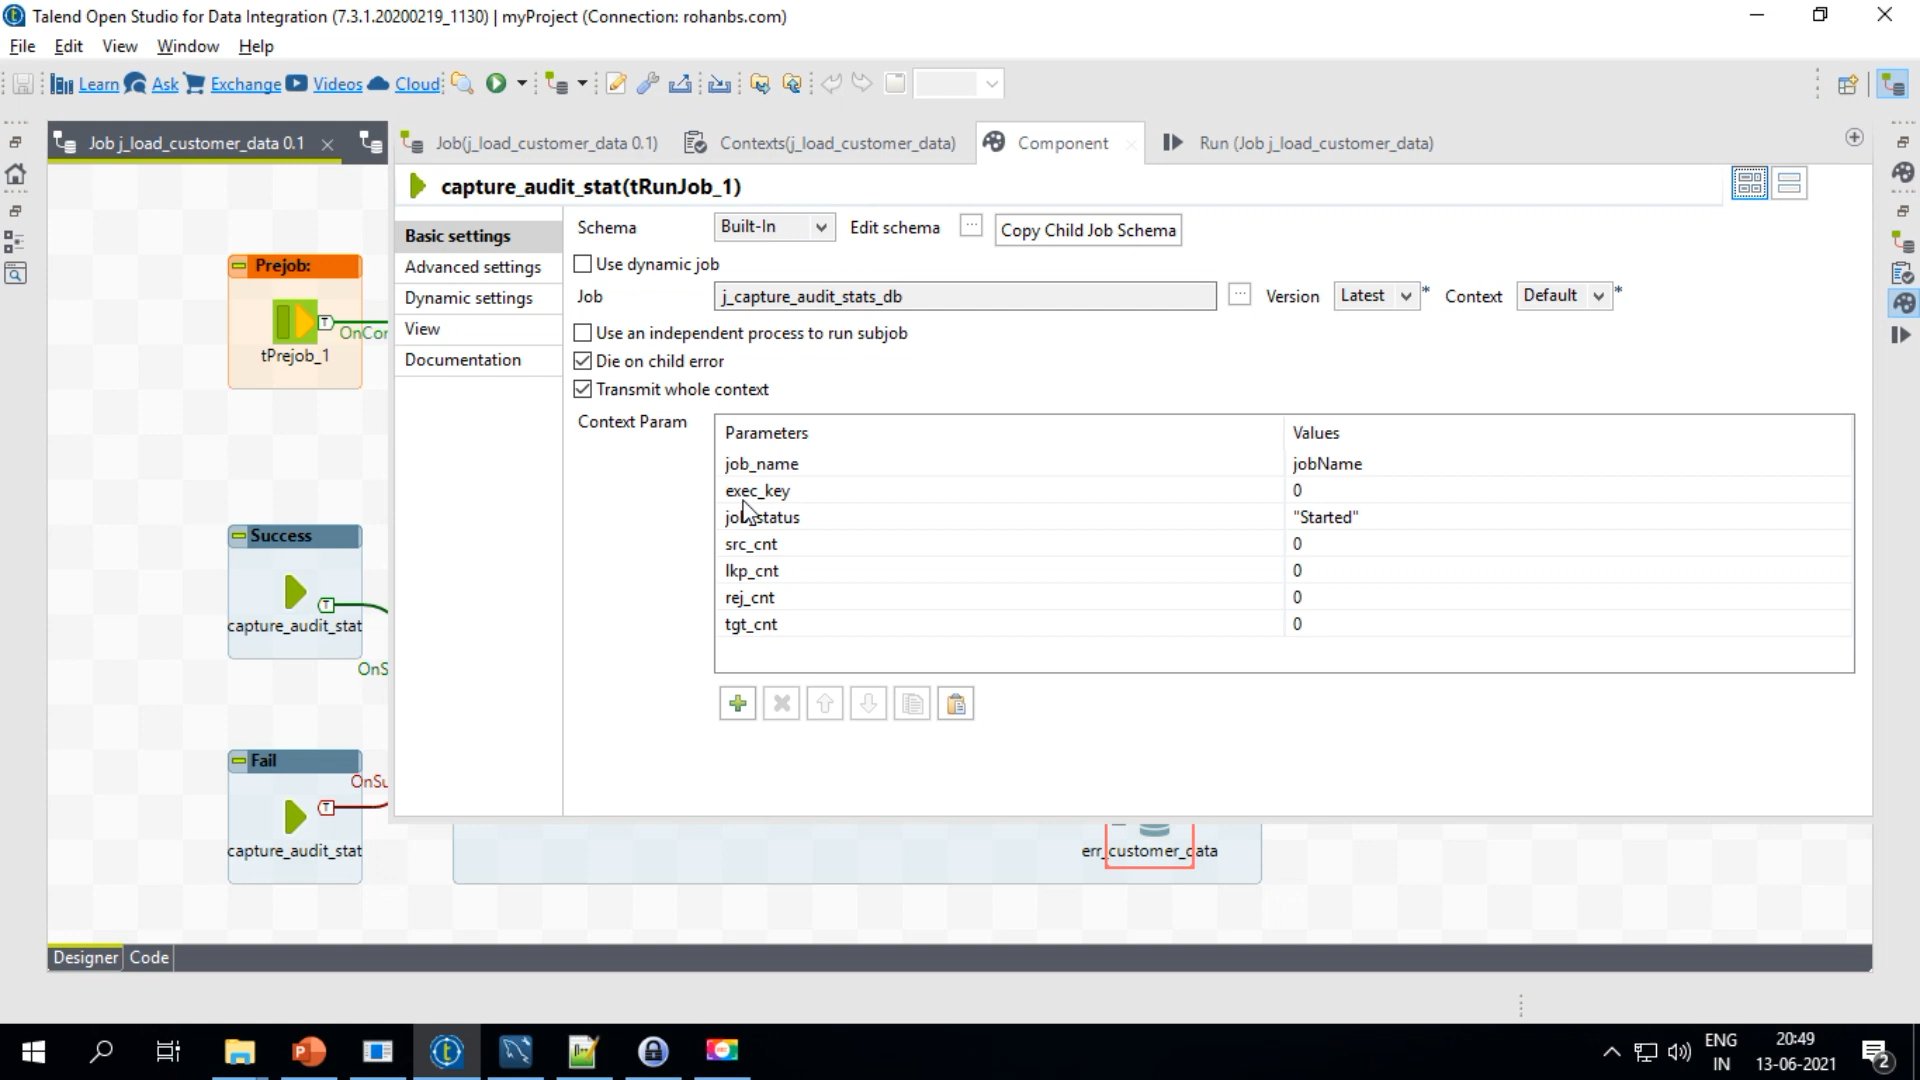 Talend Open Studio for Data Integration (7.3.1.20200219_1130) | myProject (Connection: rohanbs.com)
File Edit View Window Help
Learn Ask Exchange Videos Cloud
Job j_load_customer_data 0.1
Job(j_load_customer_data 0.1) Contexts(j_load_customer_data) Component Run (Job j_load_customer_data)
capture_audit_stat(tRunJob_1)
Basic settings
Advanced settings
Dynamic settings
View
Documentation
Schema Built-In Edit schema ... Copy Child Job Schema
Use dynamic job
Job j_capture_audit_stats_db ... Version Latest * Context Default *
Use an independent process to run subjob
Die on child error
Transmit whole context
Context Param
Parameters Values
job_name jobName
exec_key 0
job_status "Started"
src_cnt 0
lkp_cnt 0
rej_cnt 0
tgt_cnt 0
Prejob:
T
OnCor
tPrejob_1
Success
T
capture_audit_stat
OnS
Fail
OnSu
T
capture_audit_stat
err_customer_data
Designer Code
ENG
IN
20:49
13-06-2021
2